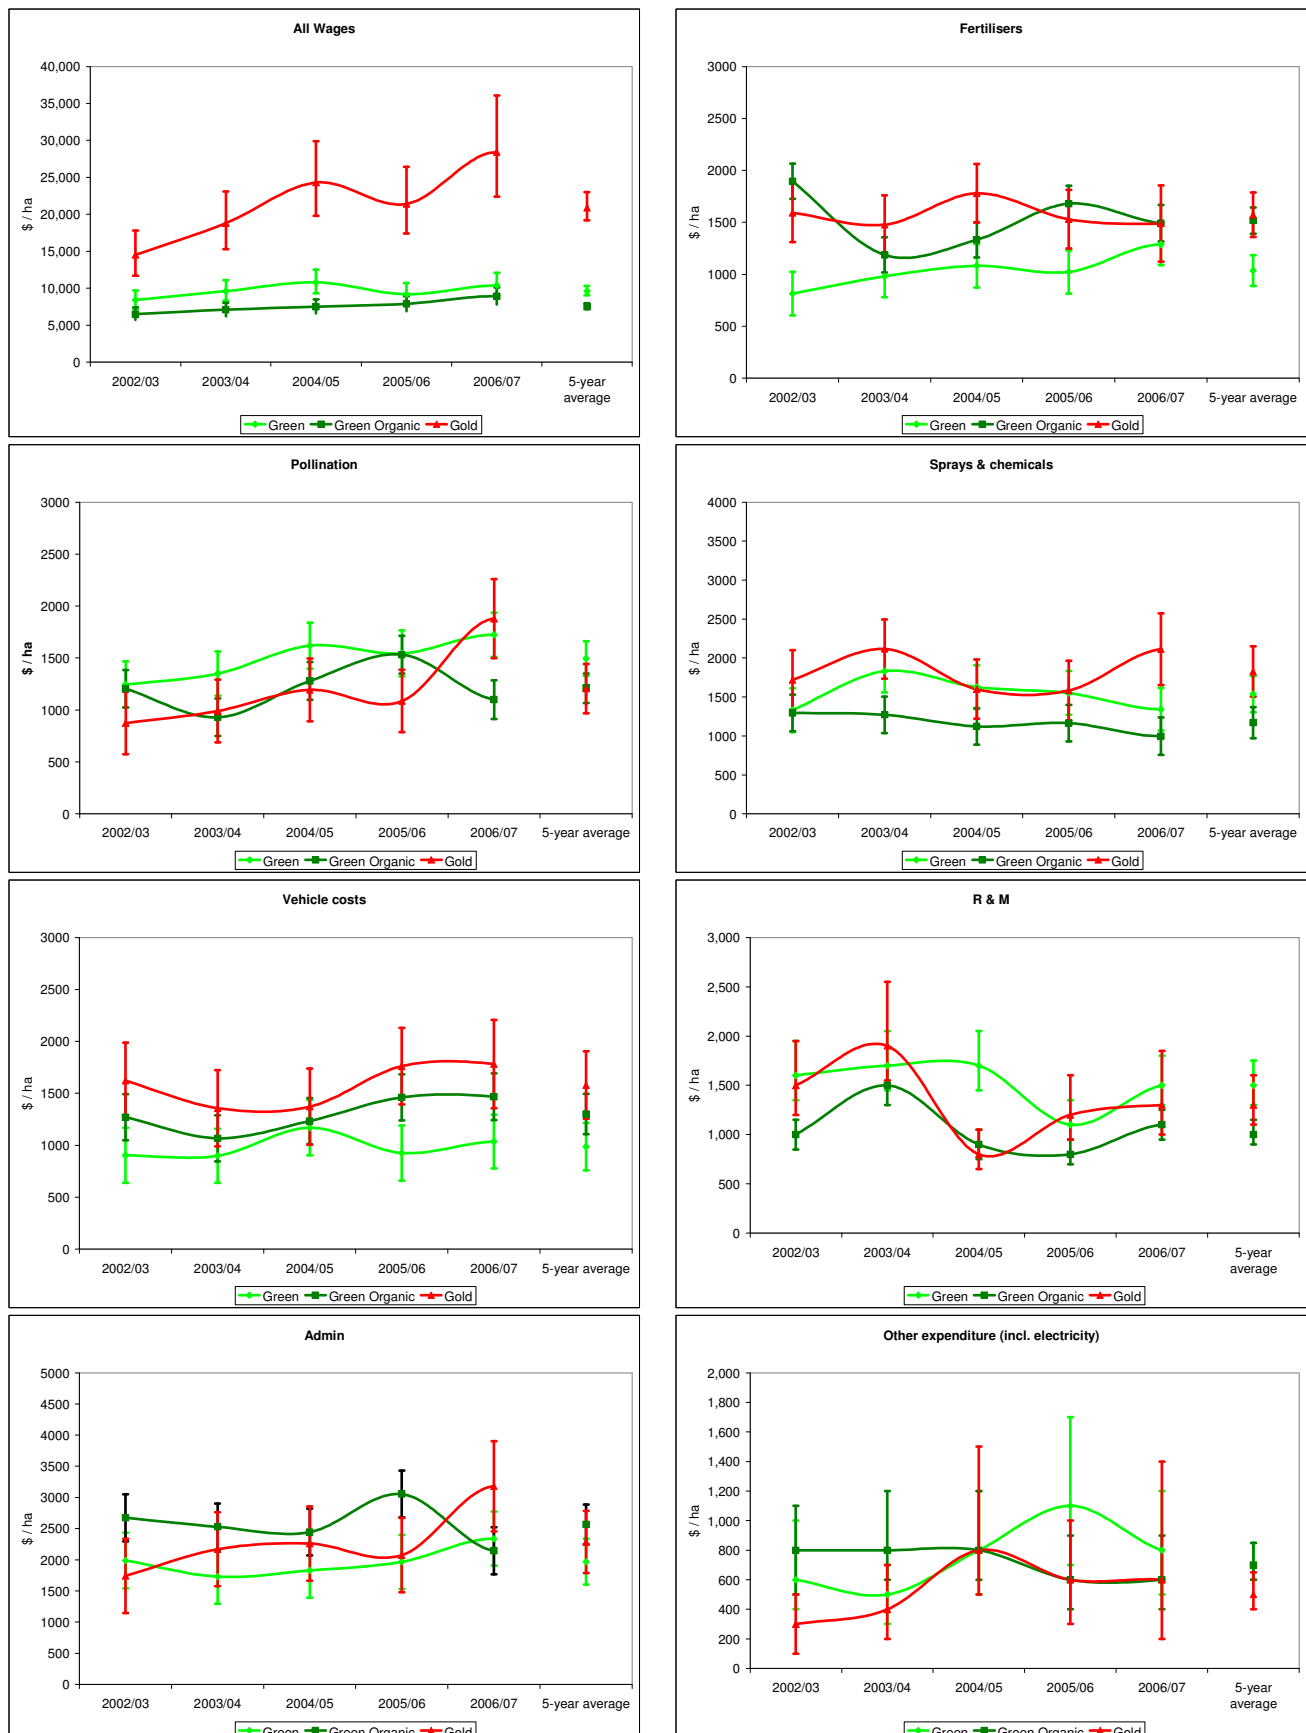 All Wages
40,000
35,000
30,000
25,000
20,000
15,000
10,000
5,000
0
$ / ha
2002/03 2003/04 2004/05 2005/06 2006/07 5-year
average
Green Green Organic Gold
Fertilisers
3000
2500
2000
1500
1000
500
0
$ / ha
2002/03 2003/04 2004/05 2005/06 2006/07 5-year average
Green Green Organic Gold
Pollination
3000
2500
2000
1500
1000
500
0
$ / ha
2002/03 2003/04 2004/05 2005/06 2006/07 5-year average
Green Green Organic Gold
Sprays & chemicals
4000
3500
3000
2500
2000
1500
1000
500
0
$ / ha
2002/03 2003/04 2004/05 2005/06 2006/07 5-year average
Green Green Organic Gold
Vehicle costs
3000
2500
2000
1500
1000
500
0
$ / ha
2002/03 2003/04 2004/05 2005/06 2006/07 5-year average
Green Green Organic Gold
R & M
3,000
2,500
2,000
1,500
1,000
500
0
$ / ha
2002/03 2003/04 2004/05 2005/06 2006/07 5-year
average
Green Green Organic Gold
Admin
5000
4500
4000
3500
3000
2500
2000
1500
1000
500
0
$ / ha
2002/03 2003/04 2004/05 2005/06 2006/07 5-year average
Green Green Organic Gold
Other expenditure (incl. electricity)
2,000
1,800
1,600
1,400
1,200
1,000
800
600
400
200
0
$ / ha
2002/03 2003/04 2004/05 2005/06 2006/07 5-year
average
Green Green Organic Gold